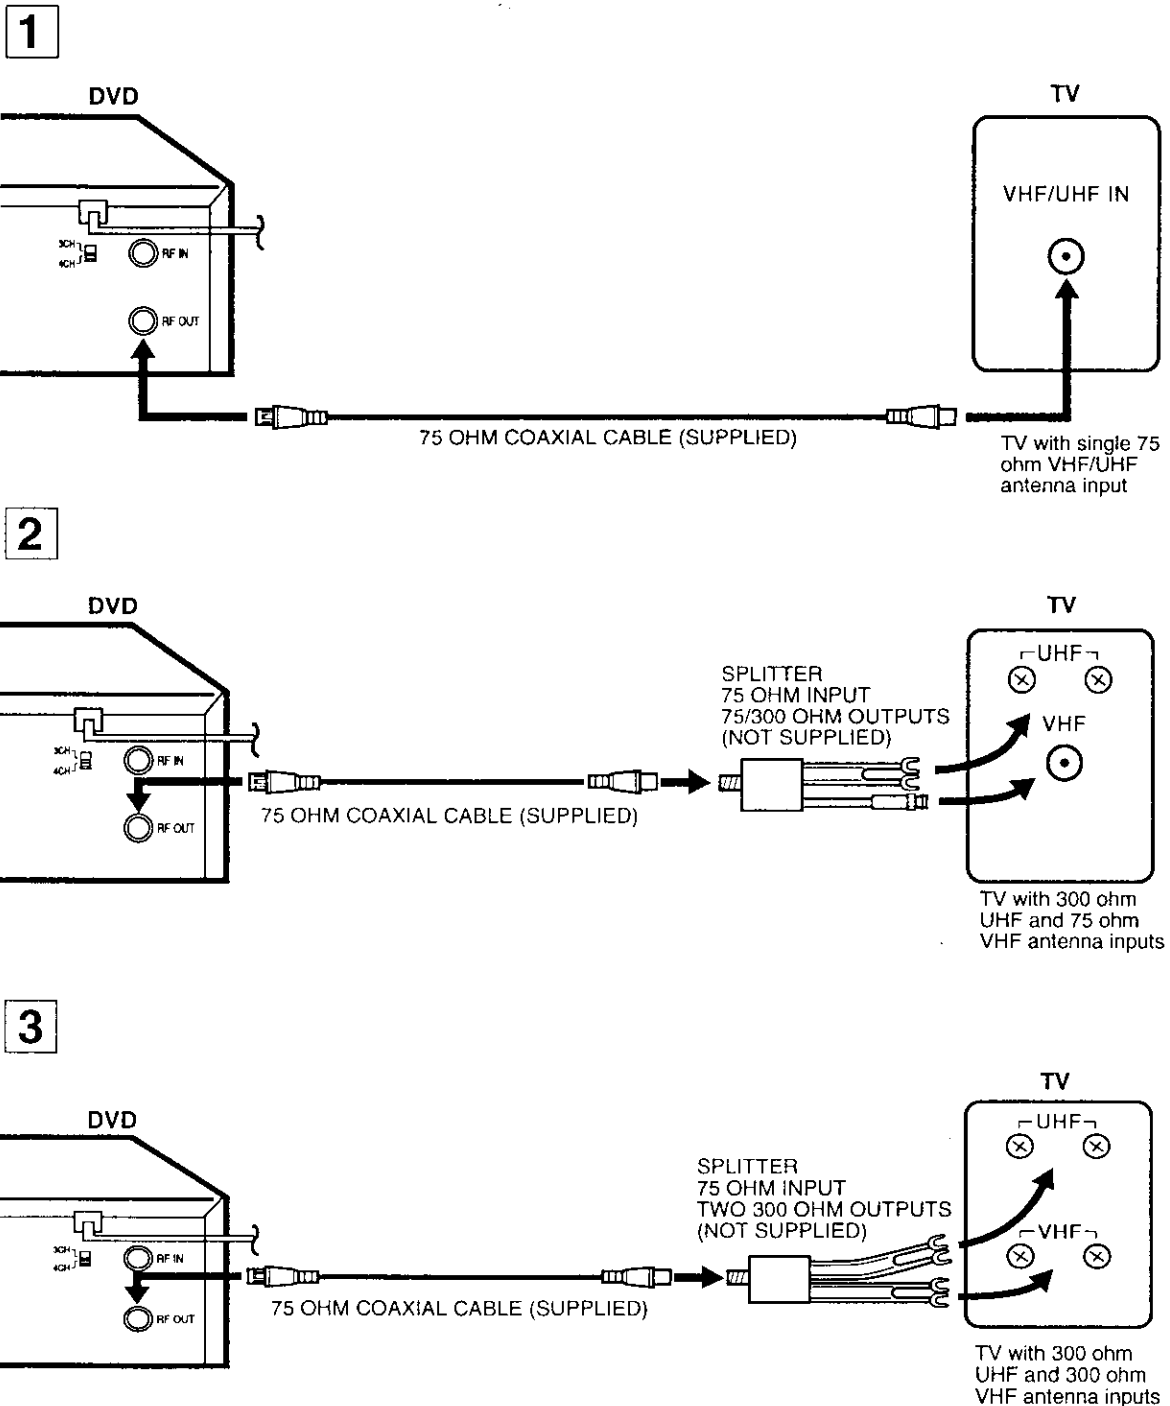 1
DVD
TV
VHF/UHF IN
3CH
4CH
RF IN
RF OUT
75 OHM COAXIAL CABLE (SUPPLIED)
TV with single 75
ohm VHF/UHF
antenna input
2
DVD
TV
UHF
SPLITTER
75 OHM INPUT
75/300 OHM OUTPUTS
(NOT SUPPLIED)
VHF
3CH
4CH
RF IN
RF OUT
75 OHM COAXIAL CABLE (SUPPLIED)
TV with 300 ohm
UHF and 75 ohm
VHF antenna inputs
3
TV
DVD
UHF
SPLITTER
75 OHM INPUT
TWO 300 OHM OUTPUTS
(NOT SUPPLIED)
VHF
3CH
4CH
RF IN
RF OUT
75 OHM COAXIAL CABLE (SUPPLIED)
TV with 300 ohm
UHF and 300 ohm
VHF antenna inputs